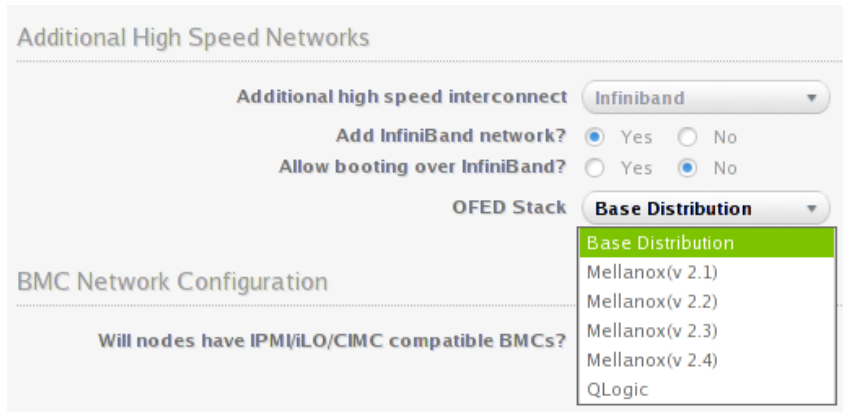 Additional High Speed Networks
Additional high speed interconnect Infiniband
Add InfiniBand network? Yes No
Allow booting over InfiniBand? Yes No
OFED Stack Base Distribution
Base Distribution
Mellanox(v 2.1)
BMC Network Configuration
Mellanox(v 2.2)
Mellanox(v 2.3)
Will nodes have IPMI/iLO/CIMC compatible BMCs?
Mellanox(v 2.4)
QLogic